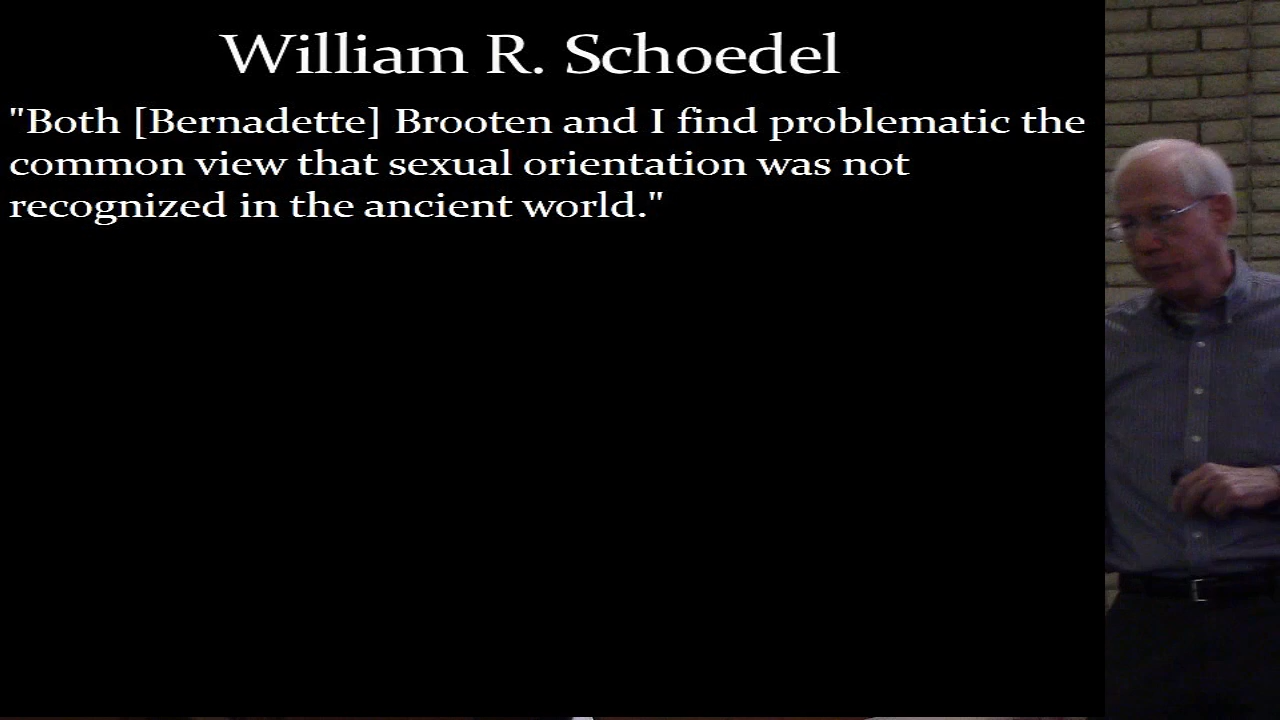 William R. Schoedel
"Both [Bernadette] Brooten and I find problematic the
common view that sexual orientation was not
recognized in the ancient world."